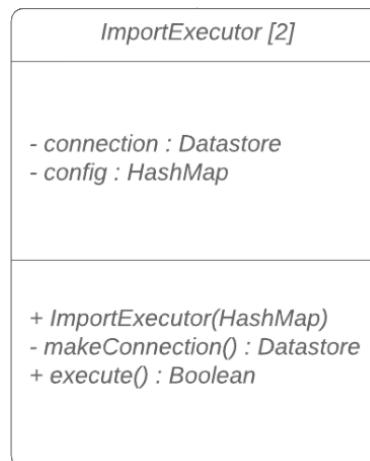 ImportExecutor [2]
- connection : Datastore
- config : HashMap
+ ImportExecutor(HashMap)
- makeConnection() : Datastore
+ execute() : Boolean